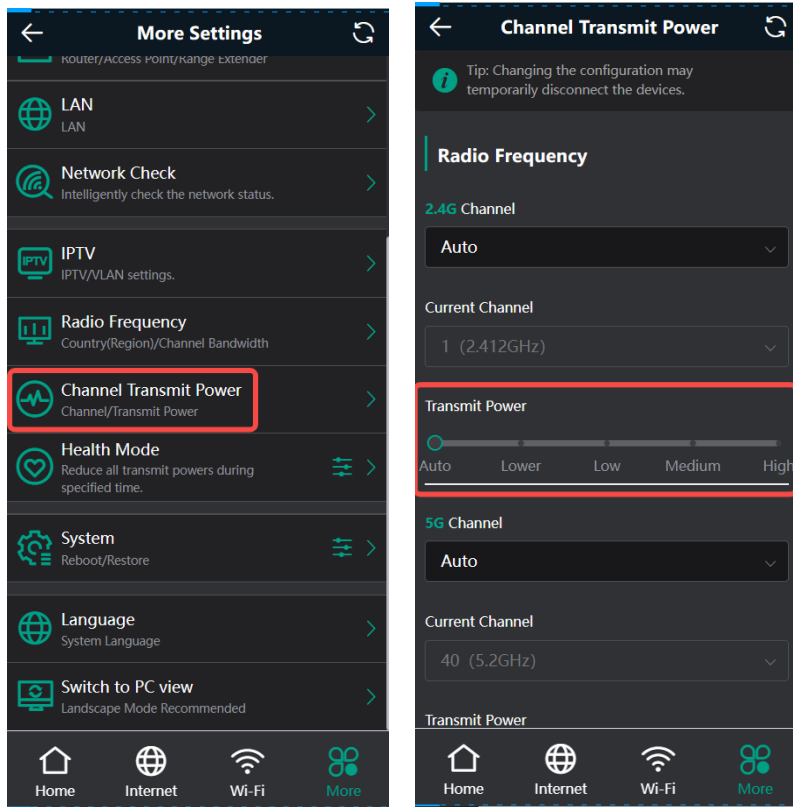 More Settings
Router/Access Point/Range Extender
LAN
LAN
Network Check
Intelligently check the network status.
IPTV
IPTV
IPTV/VLAN settings.
Radio Frequency
Country(Region)/Channel Bandwidth
Channel Transmit Power
Channel/Transmit Power
Health Mode
Reduce all transmit powers during
specified time.
System
Reboot/Restore
Language
System Language
Switch to PC view
Landscape Mode Recommended
Home Internet Wi-Fi More
Channel Transmit Power
Tip: Changing the configuration may
temporarily disconnect the devices.
Radio Frequency
2.4G Channel
Auto
Current Channel
1 (2.412GHz)
Transmit Power
Auto Lower Low Medium High
5G Channel
Auto
Current Channel
40 (5.2GHz)
Transmit Power
Home Internet Wi-Fi More